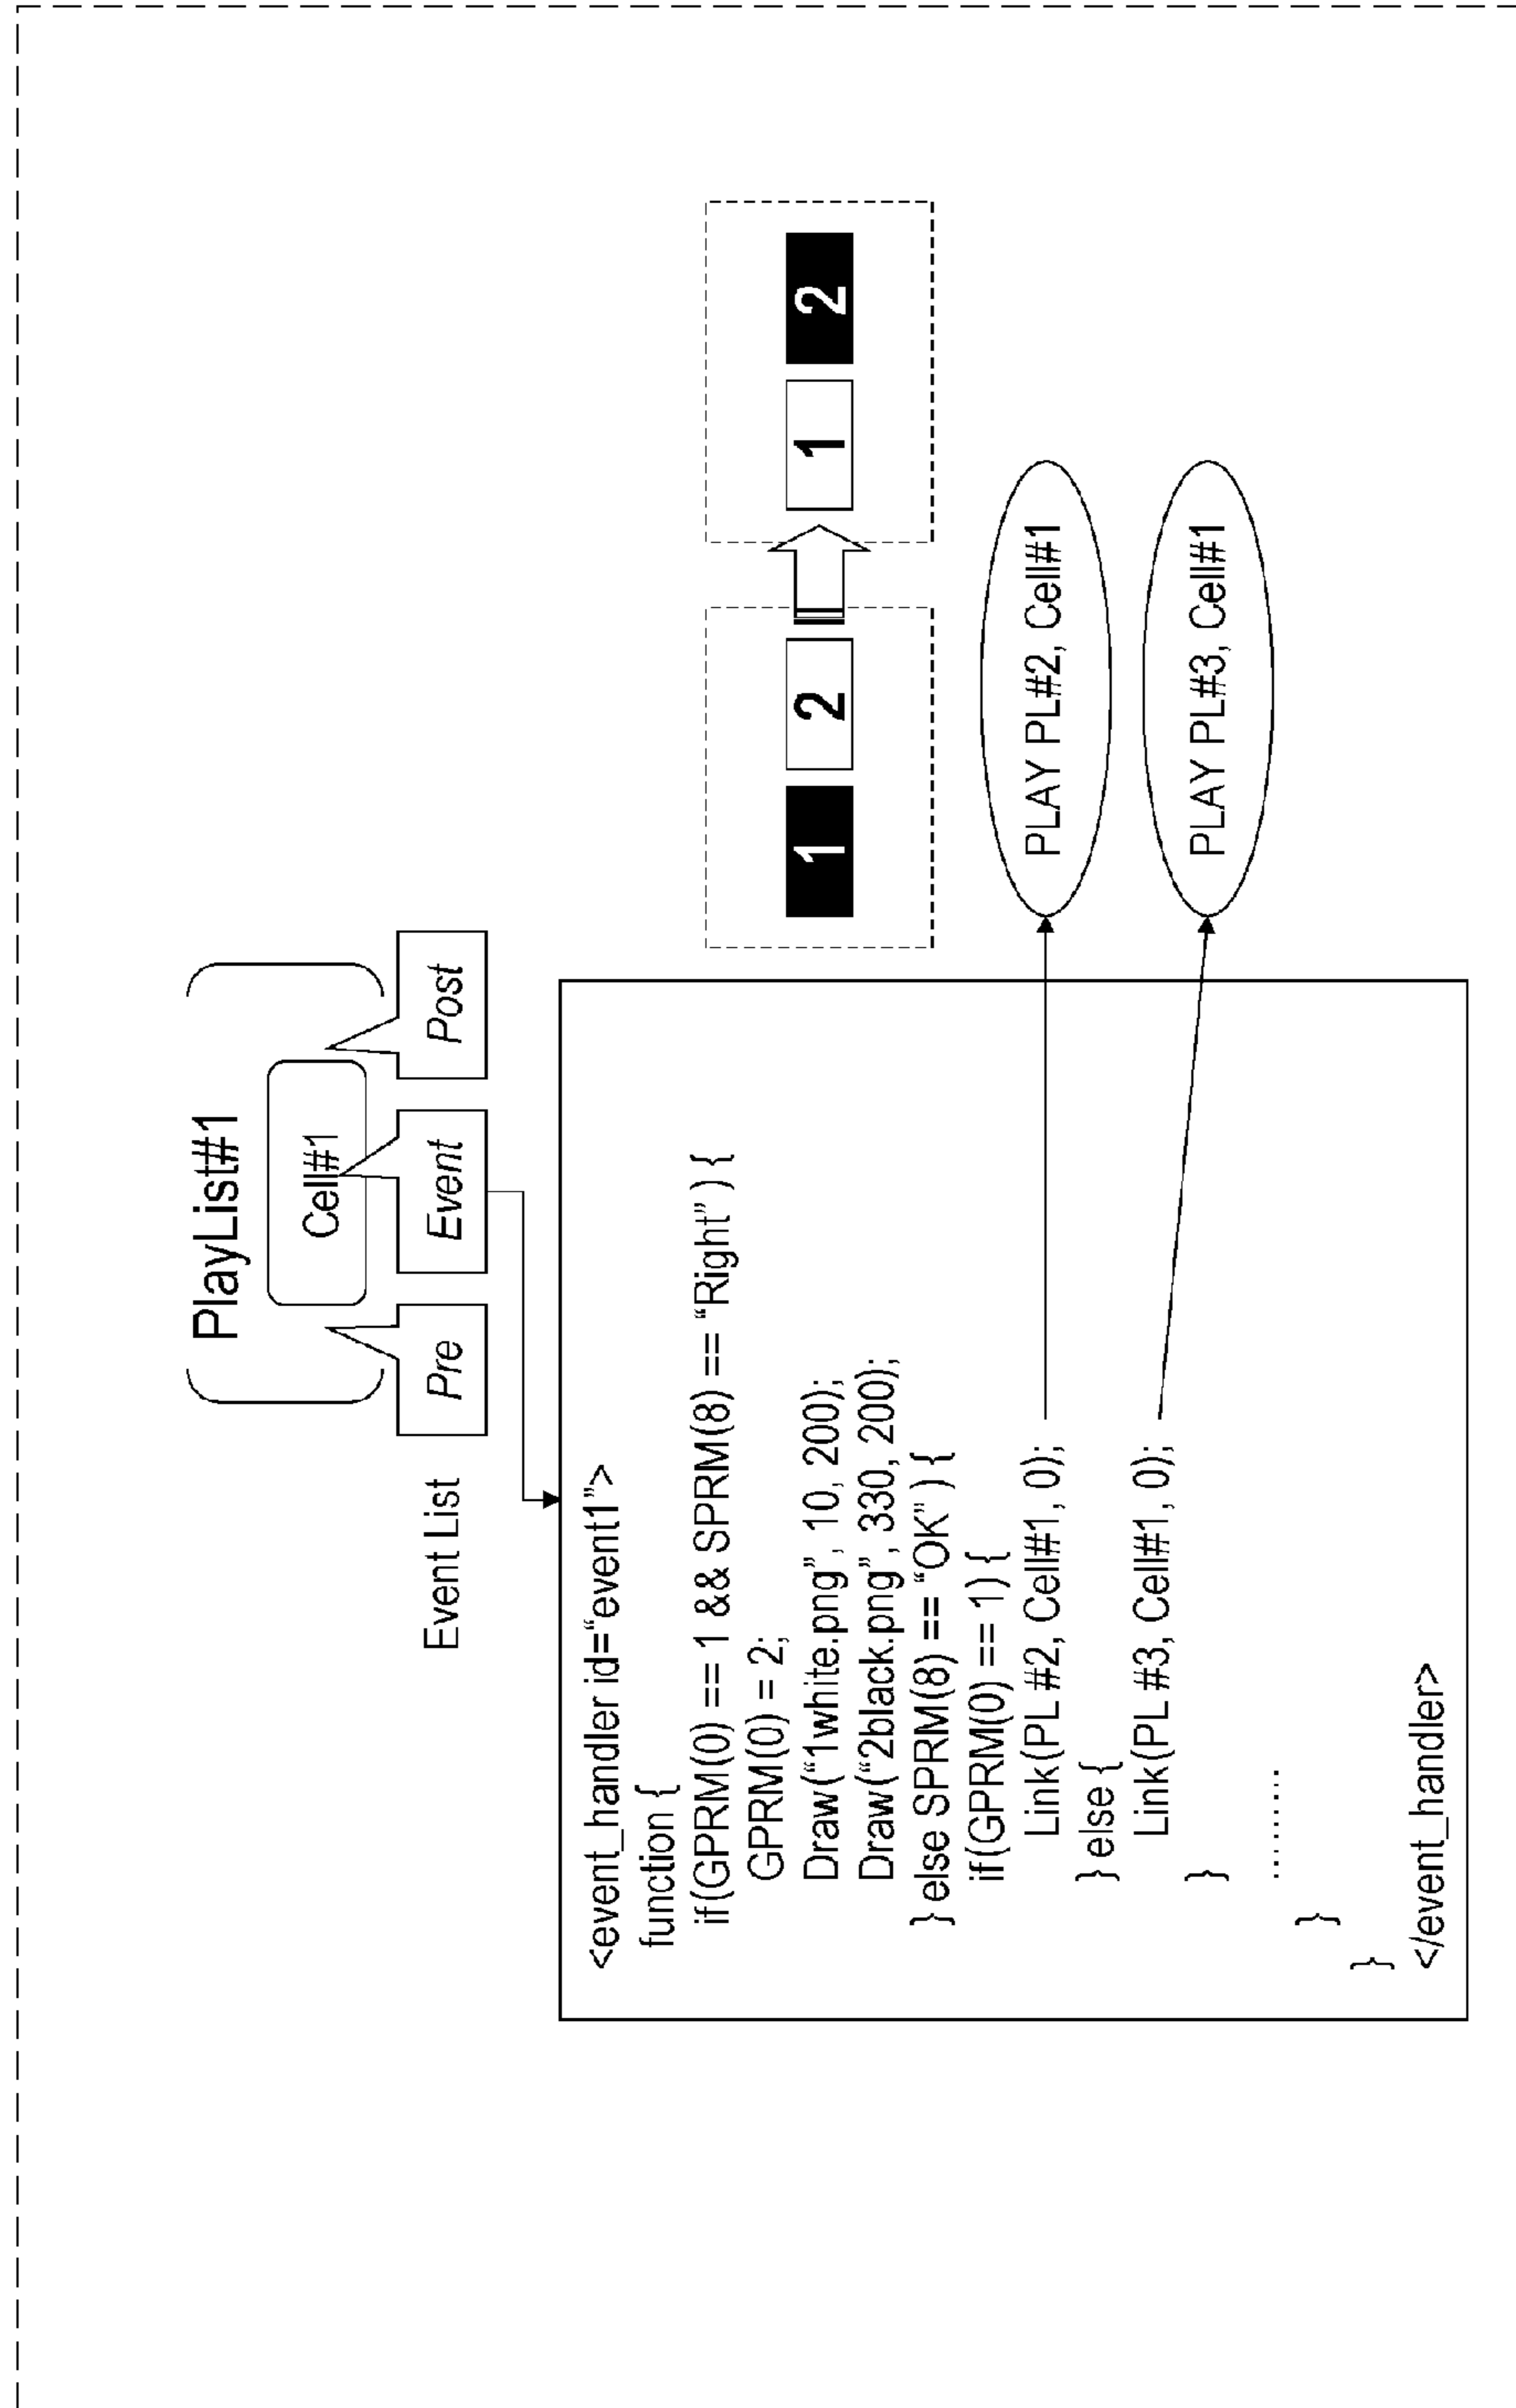 PlayList#1
Cell#1
Event List
Pre
Event
Post
<event_handler id=“event1”>
function {
if(GPRM(0) == 1 && SPRM(8) == “Right” ) {
GPRM(0) = 2;
Draw(“1white.png”, 10, 200);
Draw(“2black.png”, 330, 200);
} else SPRM(8) == “OK” ) {
if(GPRM(0) == 1) {
Link(PL #2, Cell#1, 0);
} else {
Link(PL #3, Cell#1, 0);
}
.........
}
}
</event_handler>
1 2
1 2
PLAY PL#2, Cell#1
PLAY PL#3, Cell#1